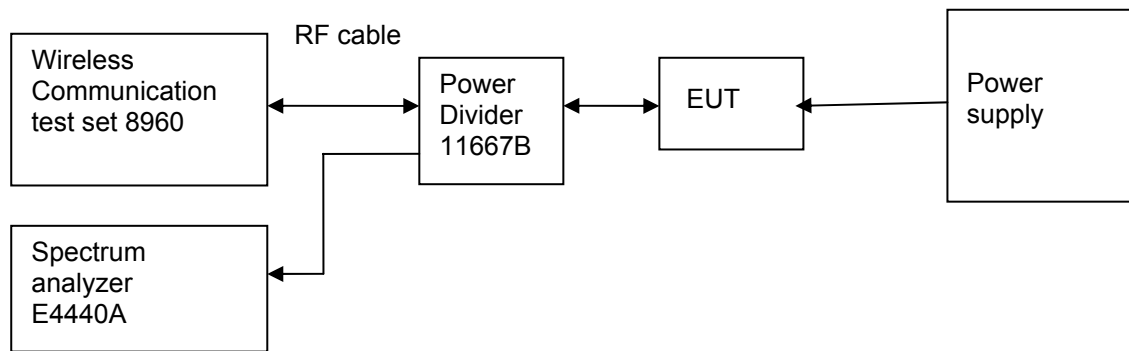 RF cable
Wireless
Communication
test set 8960
Power
Divider
11667B
EUT
Power
supply
Spectrum
analyzer
E4440A